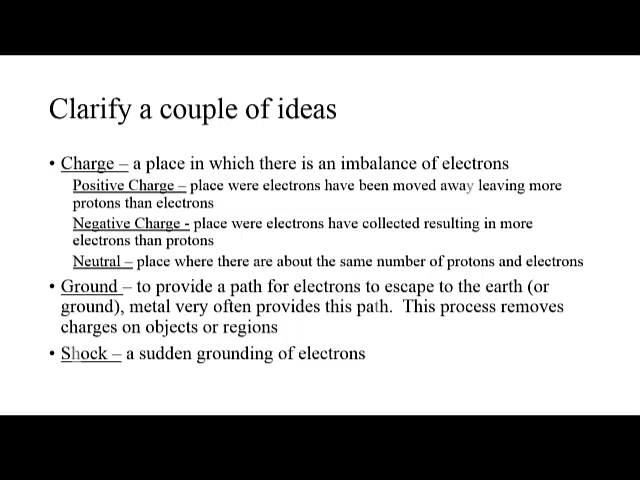 Clarify a couple of ideas
• Charge – a place in which there is an imbalance of electrons
Positive Charge – place were electrons have been moved away leaving more
protons than electrons
Negative Charge - place were electrons have collected resulting in more
electrons than protons
Neutral – place where there are about the same number of protons and electrons
• Ground – to provide a path for electrons to escape to the earth (or
ground), metal very often provides this path.  This process removes
charges on objects or regions
• Shock – a sudden grounding of electrons